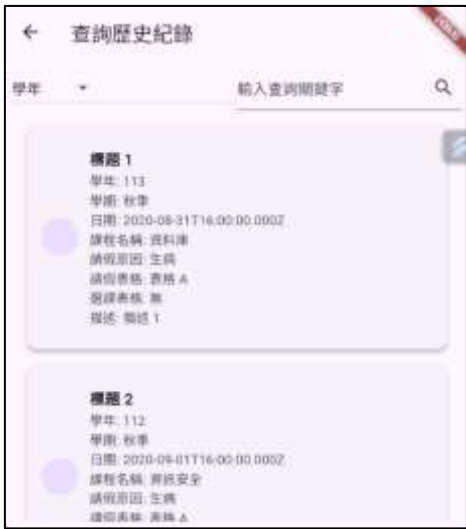 查詢歷史紀錄
學年
輸入查詢關鍵字
標題 1
學年: 113
學期: 秋季
日期: 2020-08-31T16:00:00.000Z
課程名稱: 資料庫
請假原因: 生病
請假表格: 表格 A
選課表格: 無
描述: 描述 1
標題 2
學年: 112
學期: 秋季
日期: 2020-09-01T16:00:00.000Z
課程名稱: 資訊安全
請假原因: 生病
請假表格: 表格 A